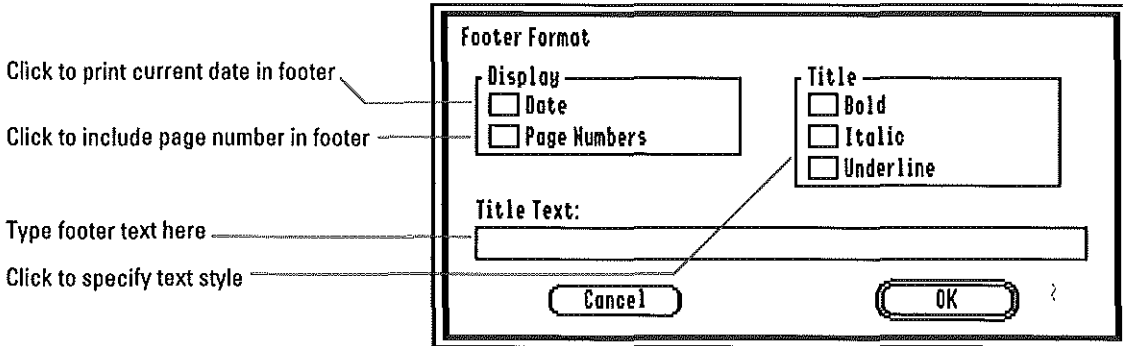 Footer Format
Click to print current date in footer
Display
Title
Date
Bold
Click to include page number in footer
Page Numbers
Italic
Underline
Title Text:
Type footer text here
Click to specify text style
Cancel
OK